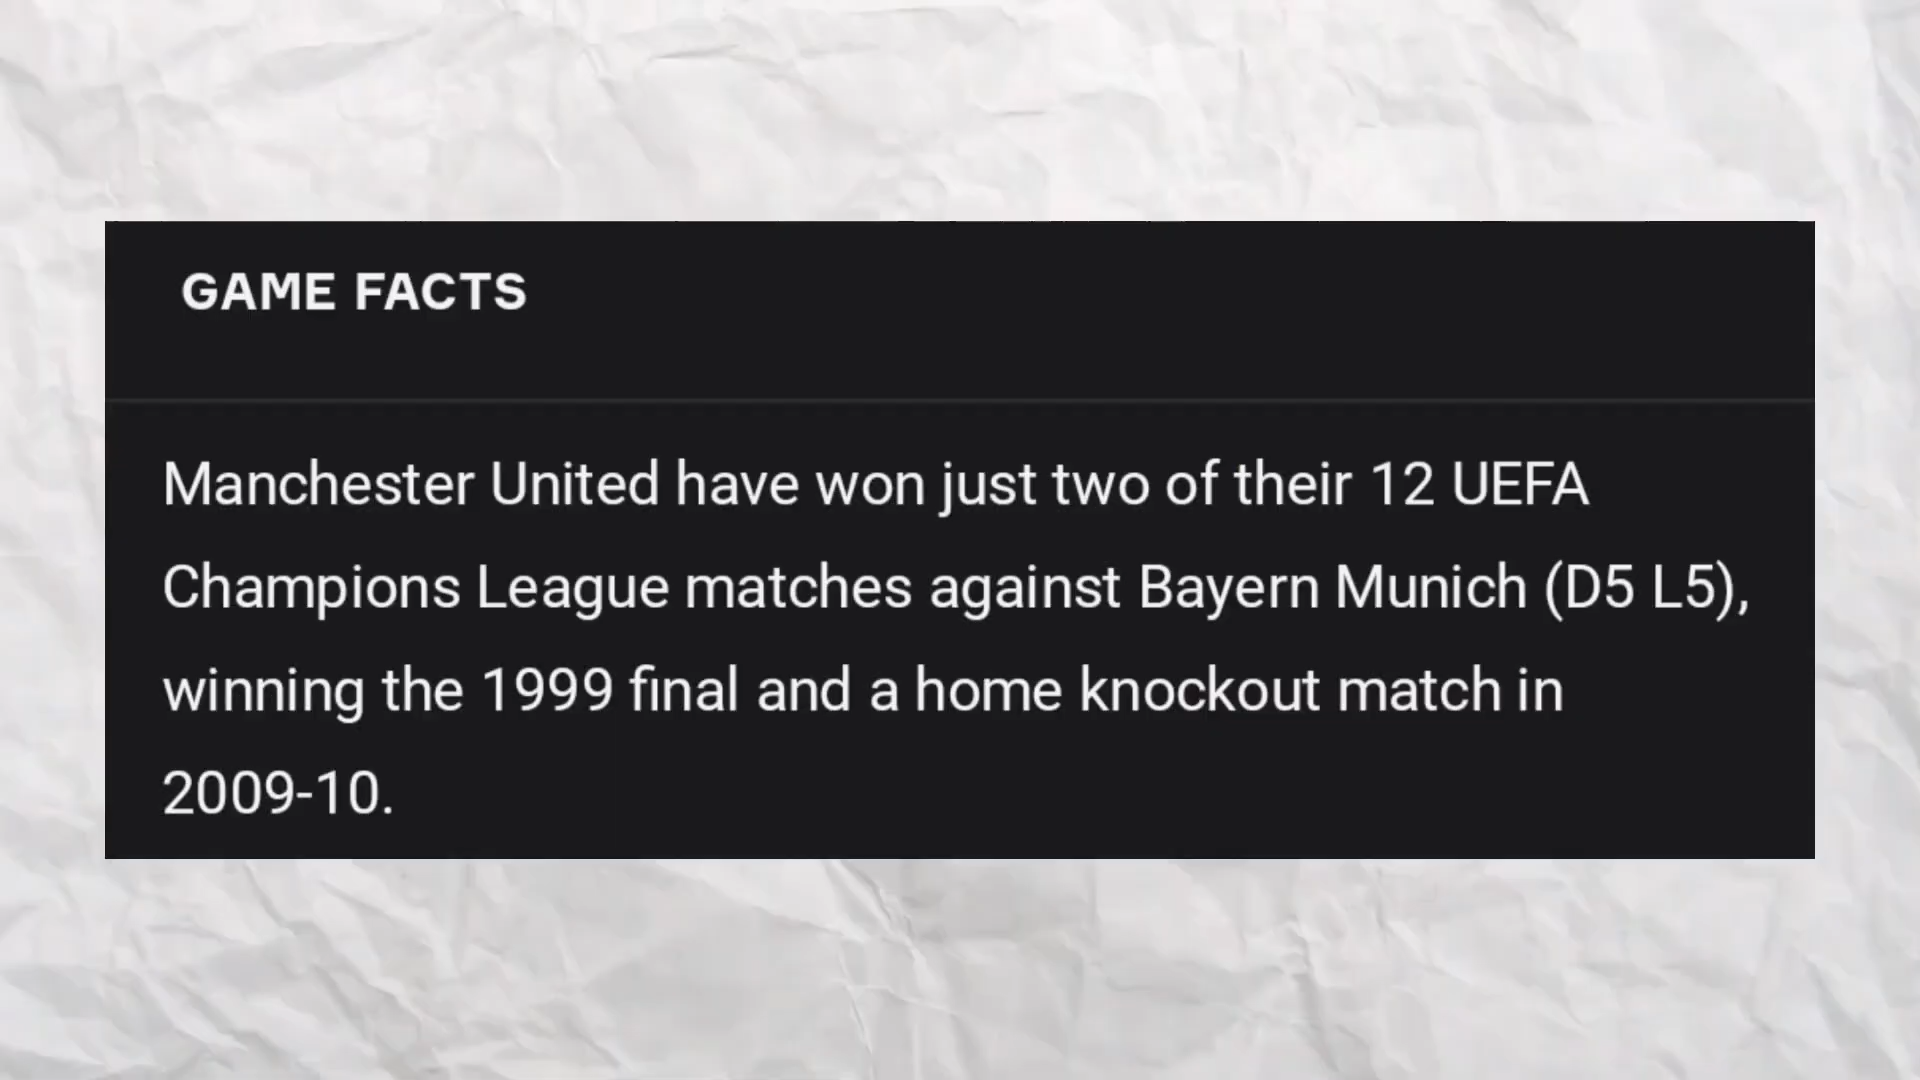 GAME FACTS
Manchester United have won just two of their 12 UEFA
Champions League matches against Bayern Munich (D5 L5),
winning the 1999 final and a home knockout match in
2009-10.